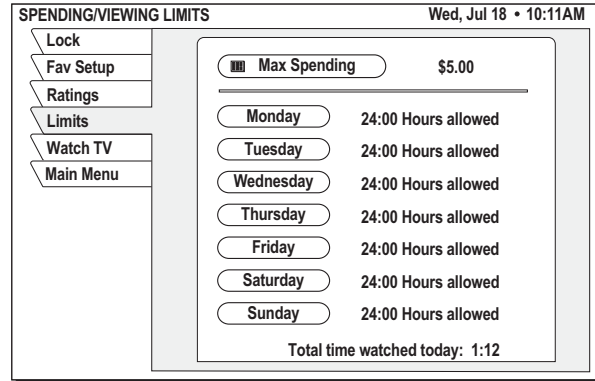 SPENDING/VIEWING LIMITS Wed, Jul 18 • 10:11AM
Lock
Fav Setup
Ratings
Limits
Watch TV
Main Menu
Max Spending $5.00
Monday 24:00 Hours allowed
Tuesday 24:00 Hours allowed
Wednesday 24:00 Hours allowed
Thursday 24:00 Hours allowed
Friday 24:00 Hours allowed
Saturday 24:00 Hours allowed
Sunday 24:00 Hours allowed
Total time watched today: 1:12